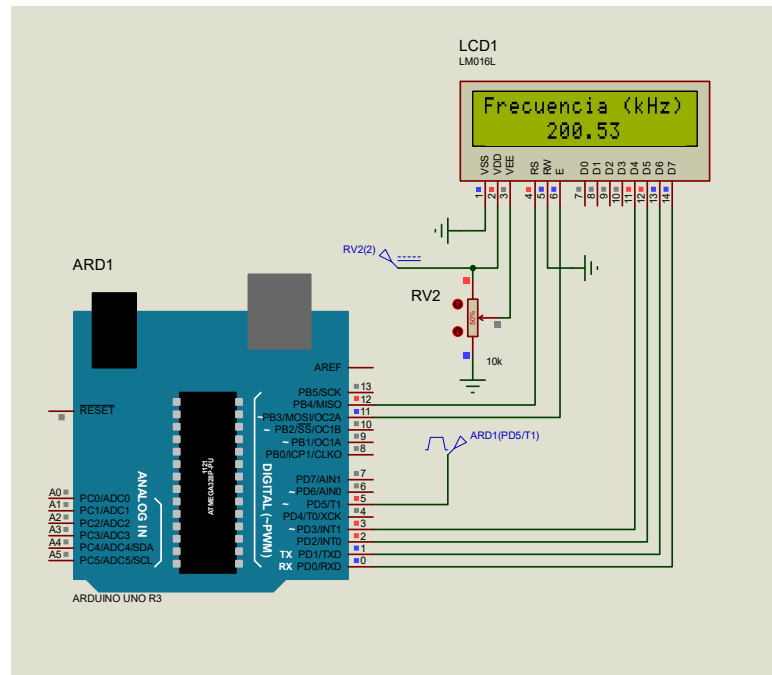 LCD1
LM016L
Frecuencia (kHz)
200.53
VSS
VDD
VEE
RS
RW
E
D0
D1
D2
D3
D4
D5
D6
D7
1
2
3
4
5
6
7
8
9
10
11
12
13
14
RV2(2)
ARD1
RV2
50%
10k
AREF
RESET
PB5/SCK 13
PB4/MISO 12
~PB3/MOSI/OC2A 11
~ PB2/SS/OC1B 10
~ PB1/OC1A 9
PB0/ICP1/CLKO 8
ARD1(PD5/T1)
PD7/AIN1 7
~ PD6/AIN0 6
~ PD5/T1 5
PD4/T0/XCK 4
~ PD3/INT1 3
PD2/INT0 2
TX PD1/TXD 1
RX PD0/RXD 0
DIGITAL (~PWM)
ATMEGA328P-PU
1121
ANALOG IN
A0 PC0/ADC0
A1 PC1/ADC1
A2 PC2/ADC2
A3 PC3/ADC3
A4 PC4/ADC4/SDA
A5 PC5/ADC5/SCL
ARDUINO UNO R3